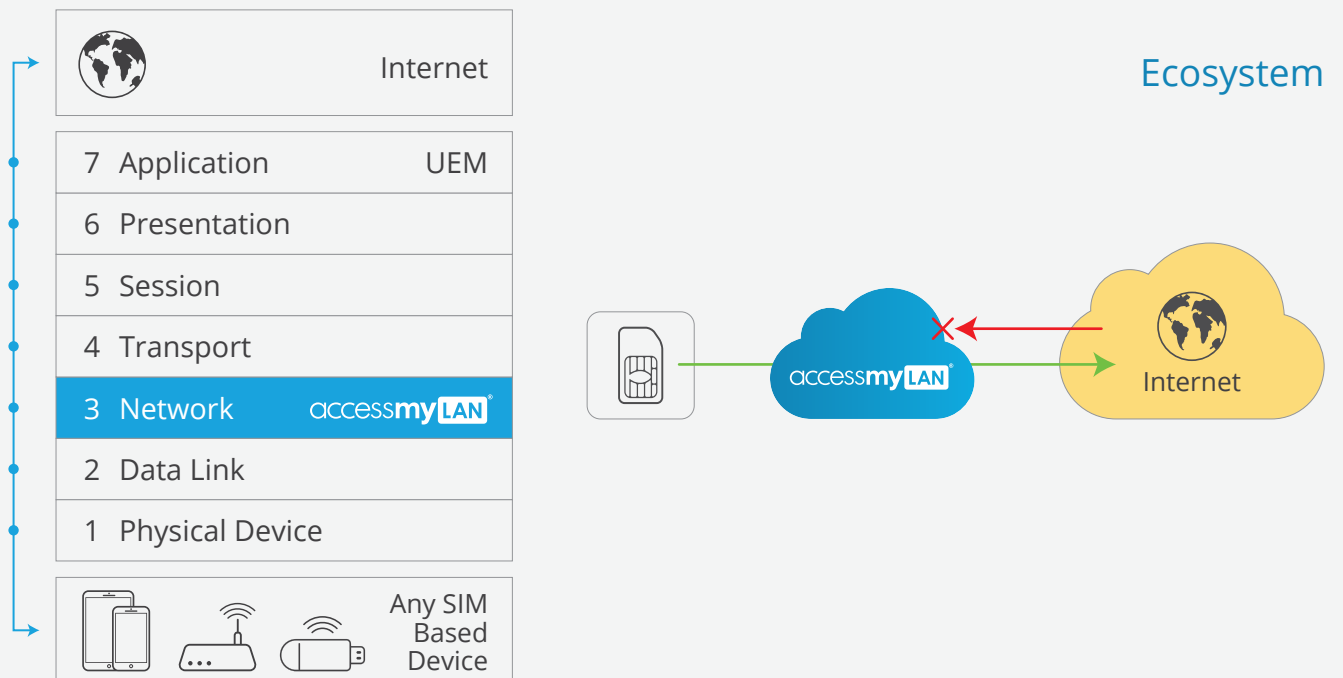 Internet
Ecosystem
7 Application UEM
6 Presentation
5 Session
4 Transport
3 Network accessmyLAN®
2 Data Link
1 Physical Device
Any SIM
Based
Device
accessmyLAN®
Internet